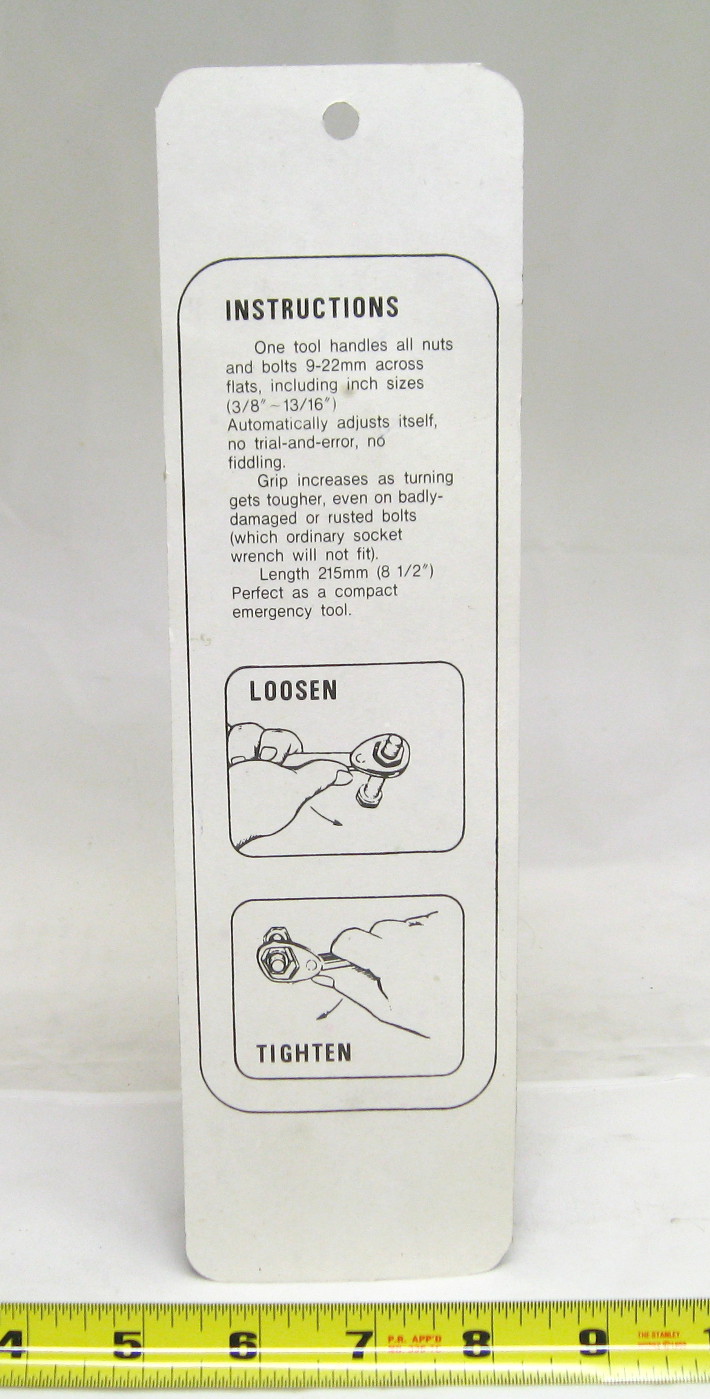 INSTRUCTIONS
One tool handles all nuts
and bolts 9-22mm across
flats, including inch sizes
(3/8″~13/16″)
Automatically adjusts itself,
no trial-and-error, no
fiddling.
Grip increases as turning
gets tougher, even on badly-
damaged or rusted bolts
(which ordinary socket
wrench will not fit).
Length 215mm (8 1/2″)
Perfect as a compact
emergency tool.
LOOSEN
TIGHTEN
4 5 6 7 P.R. APP'D 8 9 THE STANLEY